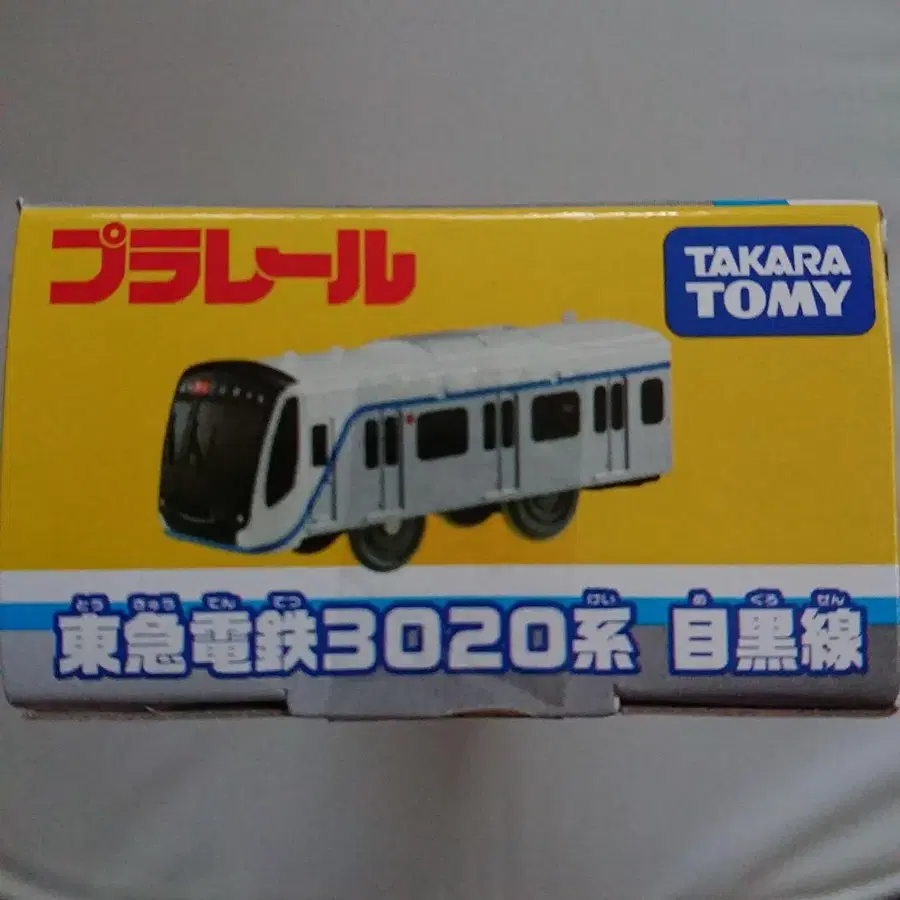 プラレール
TAKARA
TOMY
とうきゅうでんてつ けい めぐろせん
東急電鉄3020系 目黒線